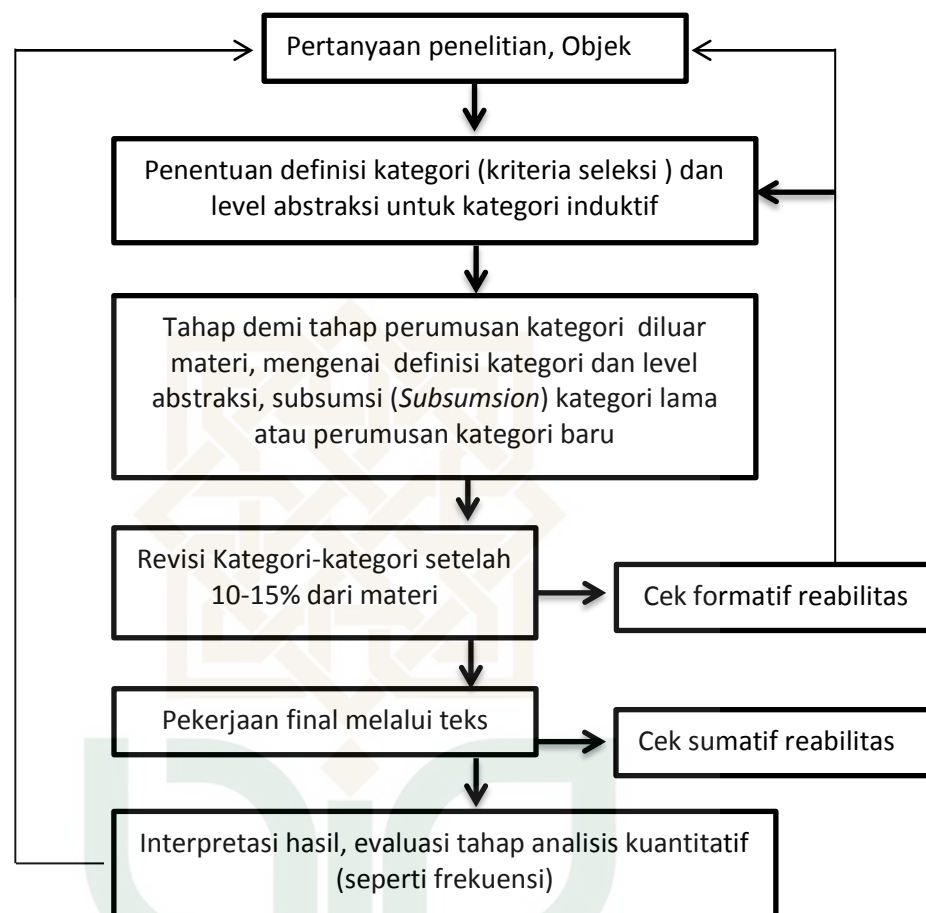 Pertanyaan penelitian, Objek
Penentuan definisi kategori (kriteria seleksi ) dan
level abstraksi untuk kategori induktif
Tahap demi tahap perumusan kategori diluar
materi, mengenai definisi kategori dan level
abstraksi, subsumsi (Subsumsion) kategori lama
atau perumusan kategori baru
Revisi Kategori-kategori setelah
10-15% dari materi
Cek formatif reabilitas
Pekerjaan final melalui teks
Cek sumatif reabilitas
Interpretasi hasil, evaluasi tahap analisis kuantitatif
(seperti frekuensi)